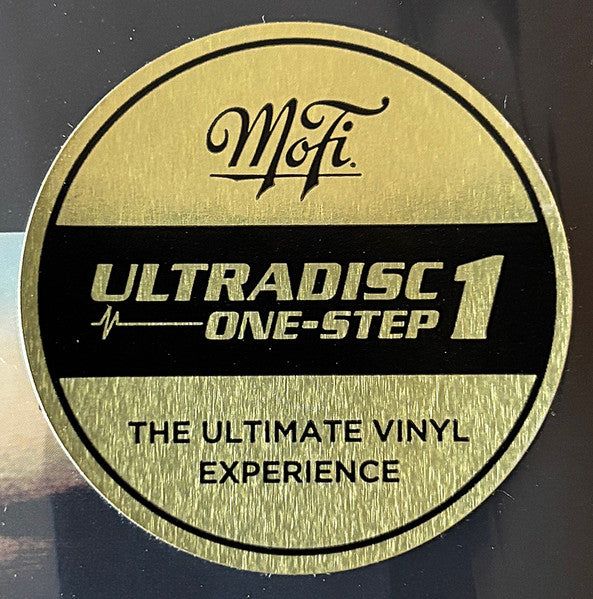 MoFi.
ULTRADISC 1
ONE-STEP
THE ULTIMATE VINYL
EXPERIENCE